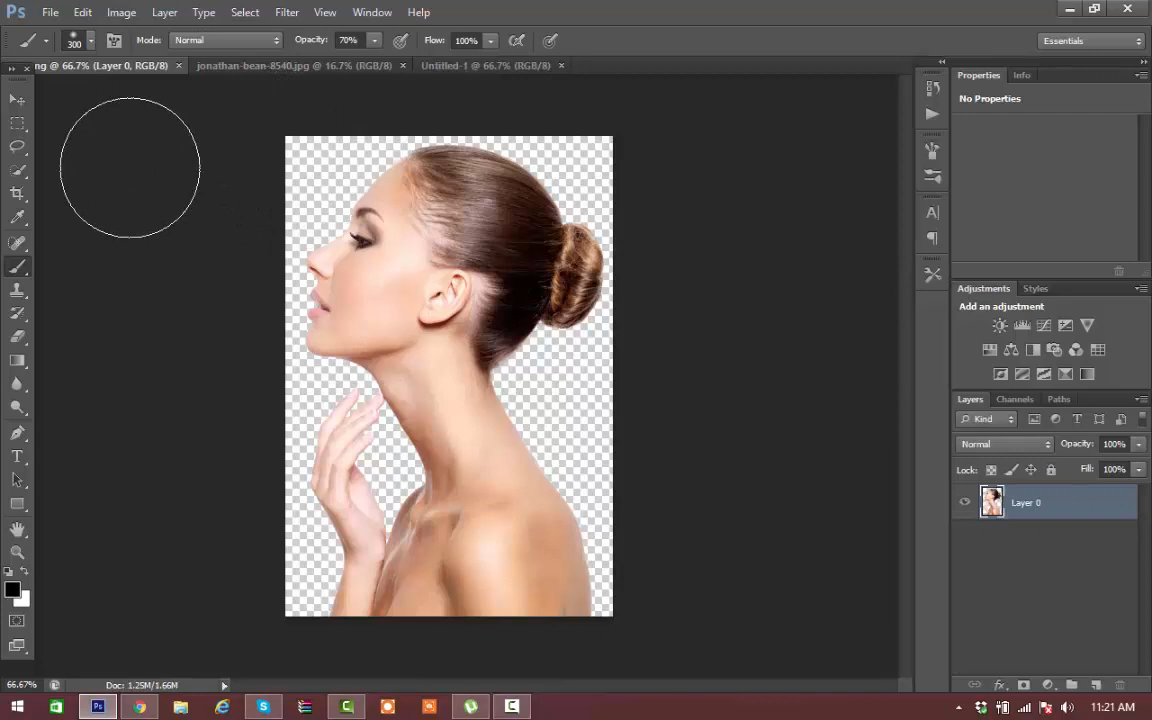 Ps File Edit Image Layer Type Select Filter View Window Help
300 Mode: Normal Opacity: 70% Flow: 100% Essentials
ng @ 66.7% (Layer 0, RGB/8) × jonathan-bean-8540.jpg @ 16.7% (RGB/8) × Untitled-1 @ 66.7% (RGB/8) ×
Properties Info
No Properties
Adjustments Styles
Add an adjustment
Layers Channels Paths
Kind
Normal Opacity: 100%
Lock: Fill: 100%
Layer 0
66.67% Doc: 1.25M/1.66M
11:21 AM